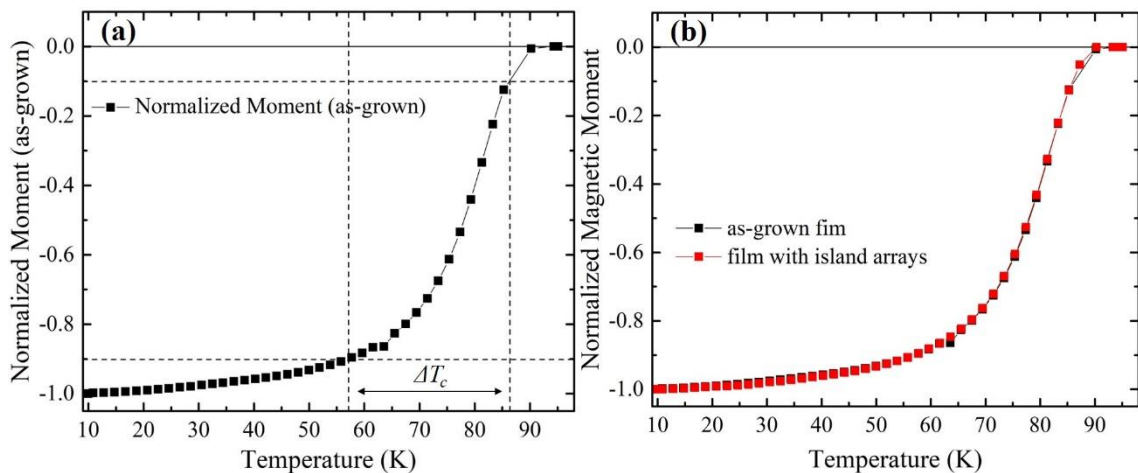 (a)
Normalized Moment (as-grown)
0.0
-0.2
-0.4
-0.6
-0.8
-1.0
Normalized Moment (as-grown)
ΔTc
10 20 30 40 50 60 70 80 90
Temperature (K)
(b)
Normalized Magnetic Moment
0.0
-0.2
-0.4
-0.6
-0.8
-1.0
as-grown fim
film with island arrays
10 20 30 40 50 60 70 80 90
Temperature (K)